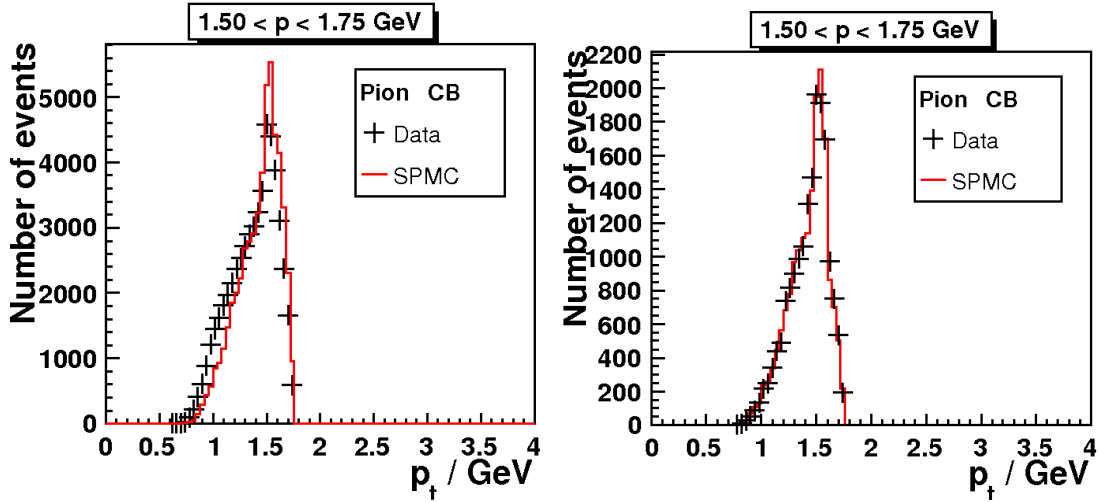 1.50 < p < 1.75 GeV
Number of events
5000
4000
3000
2000
1000
0
Pion CB
Data
SPMC
0 0.5 1 1.5 2 2.5 3 3.5 4
p_t / GeV
1.50 < p < 1.75 GeV
Number of events
2200
2000
1800
1600
1400
1200
1000
800
600
400
200
0
Pion CB
Data
SPMC
0 0.5 1 1.5 2 2.5 3 3.5 4
p_t / GeV